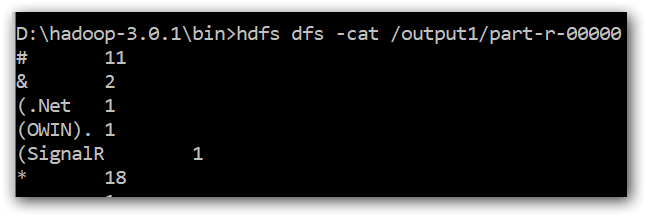 D:\hadoop-3.0.1\bin>hdfs dfs -cat /output1/part-r-00000
# 11
& 2
(.Net 1
(OWIN). 1
(SignalR 1
* 18